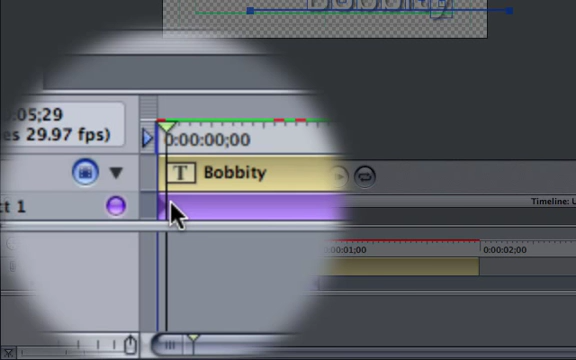 Bobbity
0:05;29
es 29.97 fps)
0:00:00;00
T Bobbity
ct 1
Timeline: U
:00:01;00
0:00:02;00